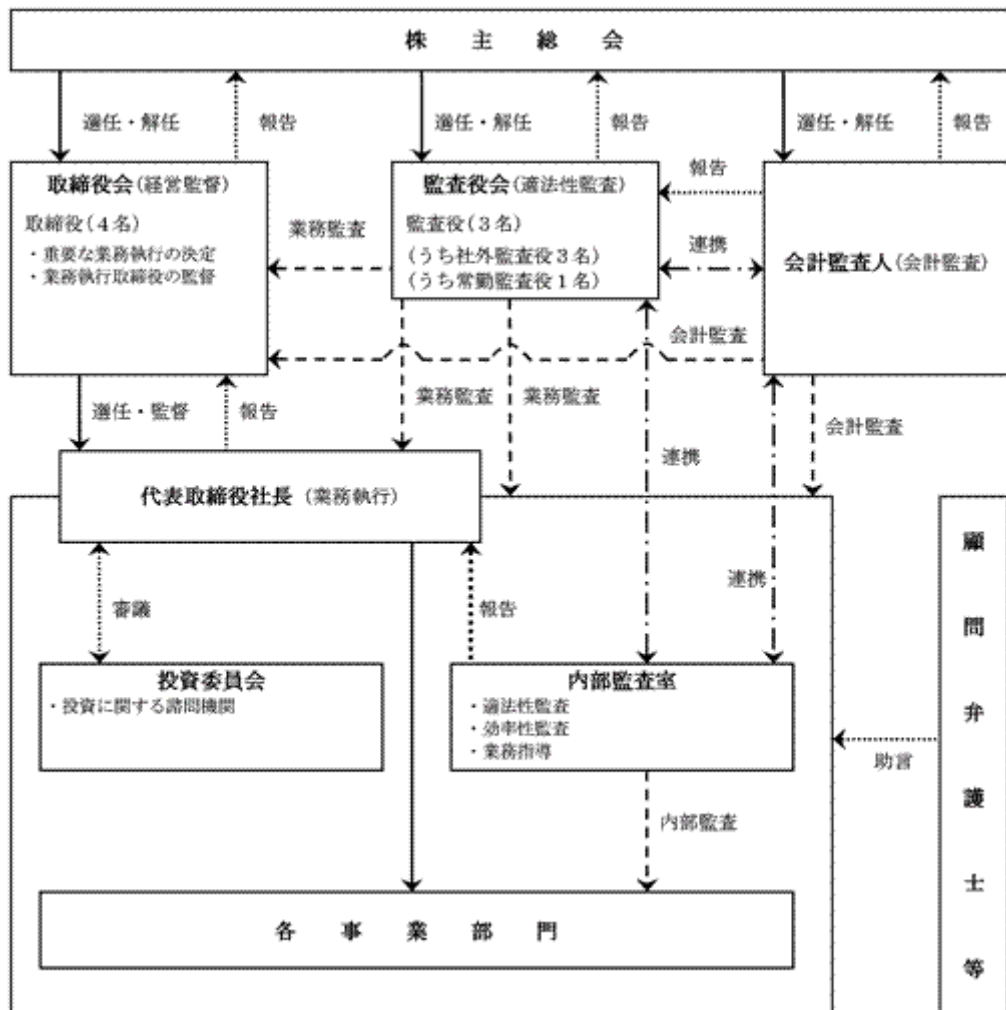 株主総会
選任・解任
報告
選任・解任
報告
選任・解任
報告
取締役会(経営監督)
取締役(4名)
・重要な業務執行の決定
・業務執行取締役の監督
業務監査
監査役会(適法性監査)
監査役(3名)
(うち社外監査役3名)
(うち常勤監査役1名)
報告
連携
会計監査人(会計監査)
会計監査
選任・監督
報告
業務監査
業務監査
会計監査
代表取締役社長(業務執行)
連携
連携
審議
報告
投資委員会
・投資に関する諮問機関
内部監査室
・適法性監査
・効率性監査
・業務指導
内部監査
各事業部門
助言
顧問弁護士等